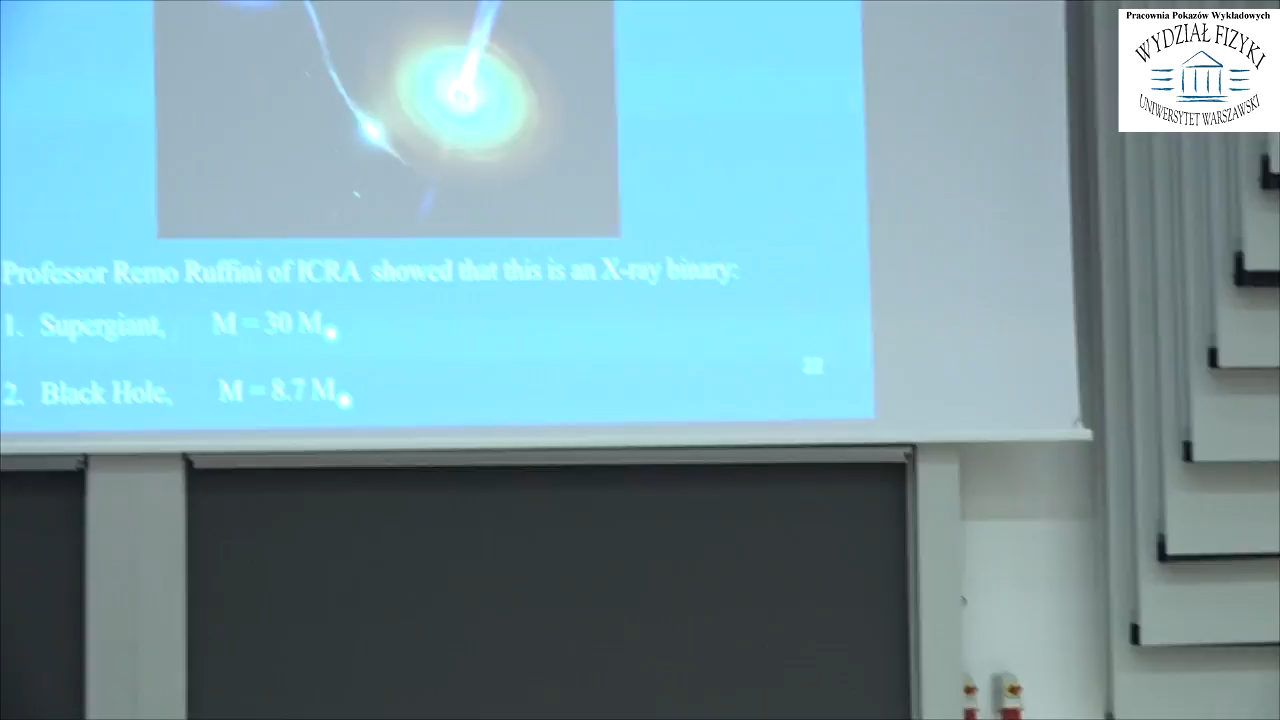 Pracownia Pokazów Wykładowych
WYDZIAŁ FIZYKI
UNIWERSYTET WARSZAWSKI
Professor Remo Ruffini of ICRA showed that this is an X-ray binary:
1. Supergiant, M = 30 M
2. Black Hole, M = 8.7 M
22